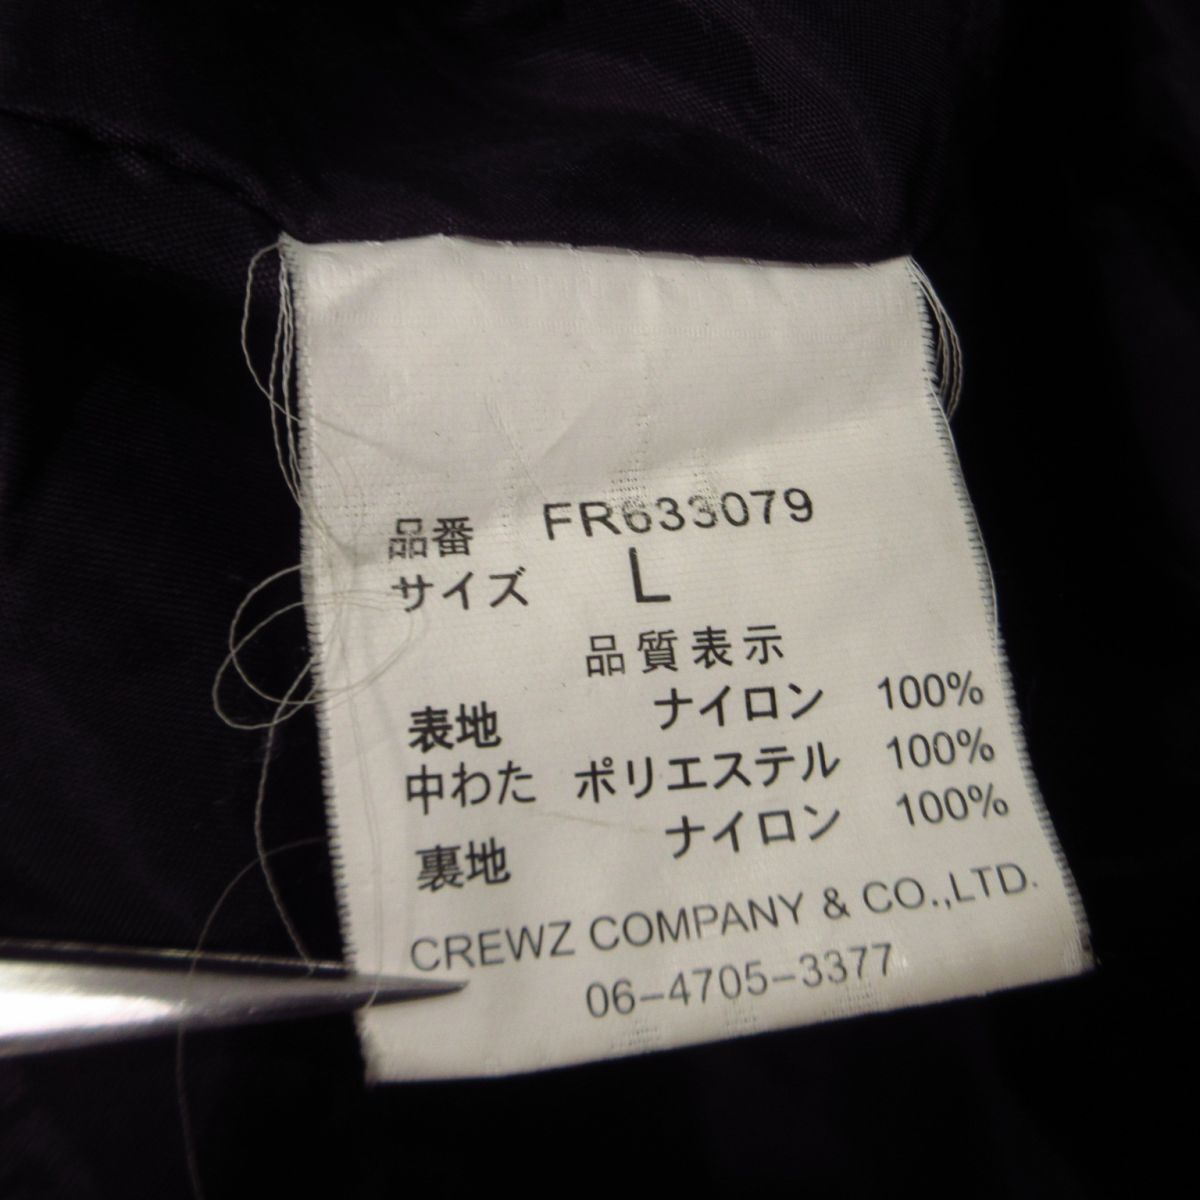 品番 FR633079
サイズ L
品質表示
表地 ナイロン 100%
中わた ポリエステル 100%
裏地 ナイロン 100%
CREWZ COMPANY & CO.,LTD.
06-4705-3377